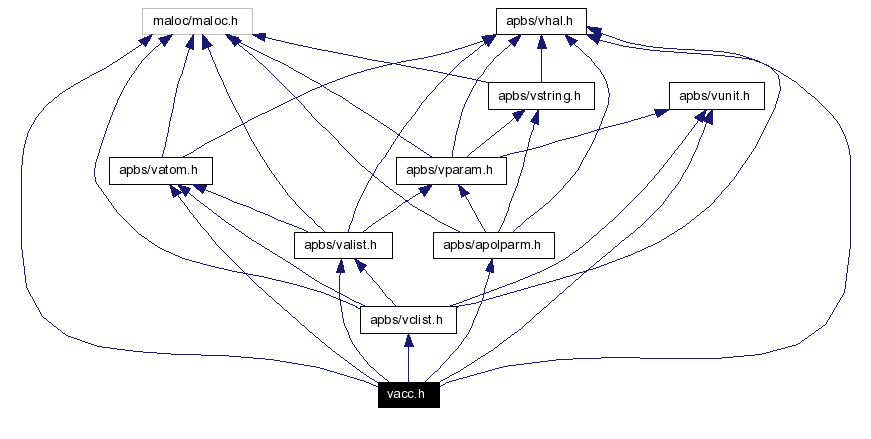 maloc/maloc.h
apbs/vhal.h
apbs/vstring.h
apbs/vunit.h
apbs/vatom.h
apbs/vparam.h
apbs/valist.h
apbs/apolparm.h
apbs/vclist.h
vacc.h